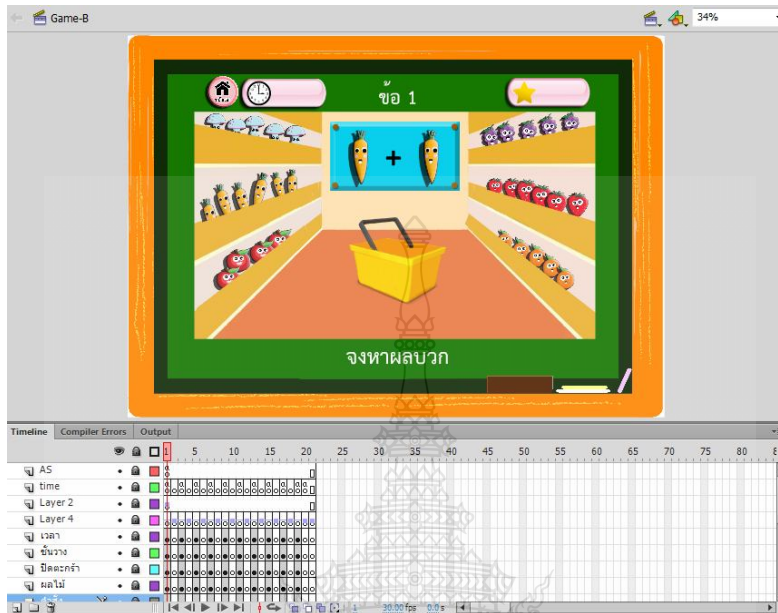 Game-B
34%
ข้อ 1
+
จงหาผลบวก
Timeline Compiler Errors Output
1 5 10 15 20 25 30 35 40 45 50 55 60 65 70 75 80
AS
time
Layer 2
Layer 4
เวลา
ชั้นวาง
ปิดตะกร้า
ผลไม้
1 30.00 fps 0.0 s